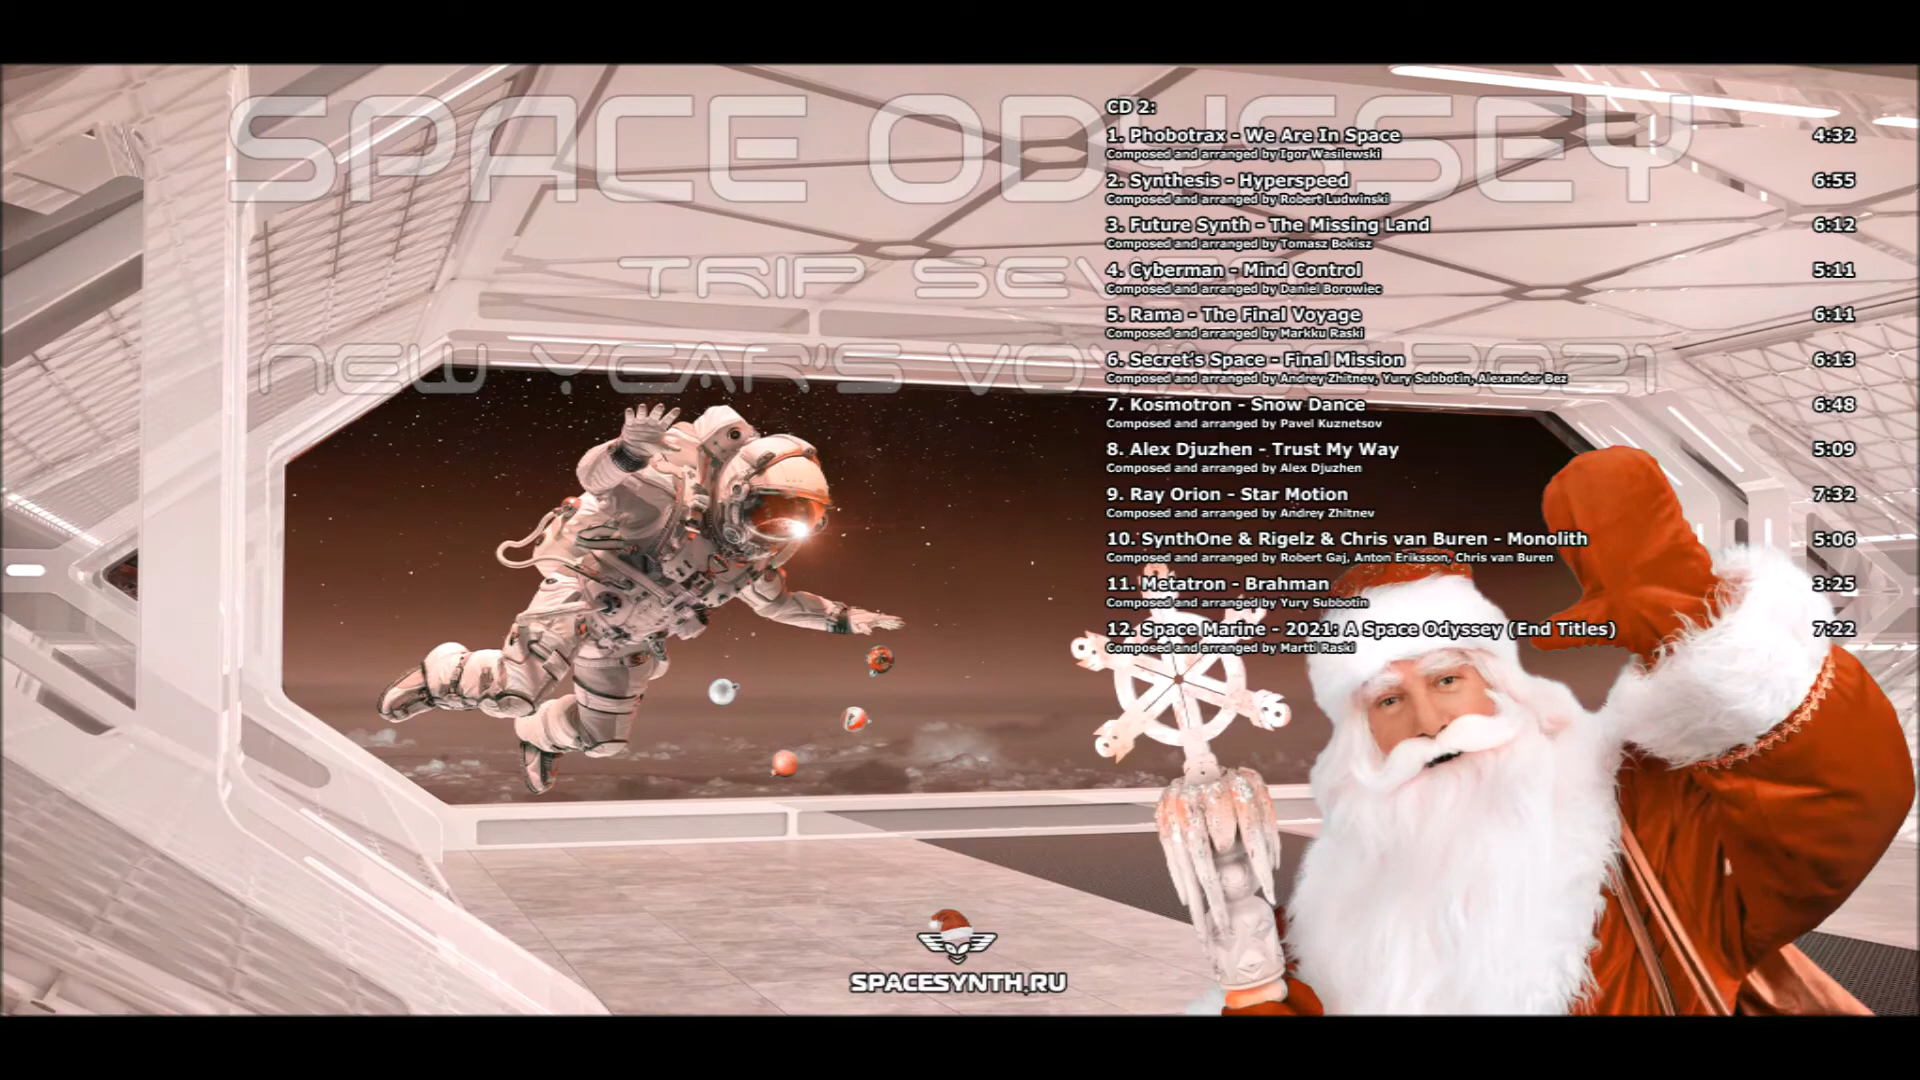 SPACE ODYSSEY
TRIP SEVEN
NEW YEAR'S VOYAGE 2021
CD 2:
1. Phobotrax - We Are In Space 4:32
Composed and arranged by Igor Wasilewski
2. Synthesis - Hyperspeed 6:55
Composed and arranged by Robert Ludwinski
3. Future Synth - The Missing Land 6:12
Composed and arranged by Tomasz Bokisz
4. Cyberman - Mind Control 5:11
Composed and arranged by Daniel Borowiec
5. Rama - The Final Voyage 6:11
Composed and arranged by Markku Raski
6. Secret's Space - Final Mission 6:13
Composed and arranged by Andrey Zhitnev, Yury Subbotin, Alexander Bez
7. Kosmotron - Snow Dance 6:48
Composed and arranged by Pavel Kuznetsov
8. Alex Djuzhen - Trust My Way 5:09
Composed and arranged by Alex Djuzhen
9. Ray Orion - Star Motion 7:32
Composed and arranged by Andrey Zhitnev
10. SynthOne & Rigelz & Chris van Buren - Monolith 5:06
Composed and arranged by Robert Gaj, Anton Eriksson, Chris van Buren
11. Metatron - Brahman 3:25
Composed and arranged by Yury Subbotin
12. Space Marine - 2021: A Space Odyssey (End Titles) 7:22
Composed and arranged by Martti Raski
SPACESYNTH.RU